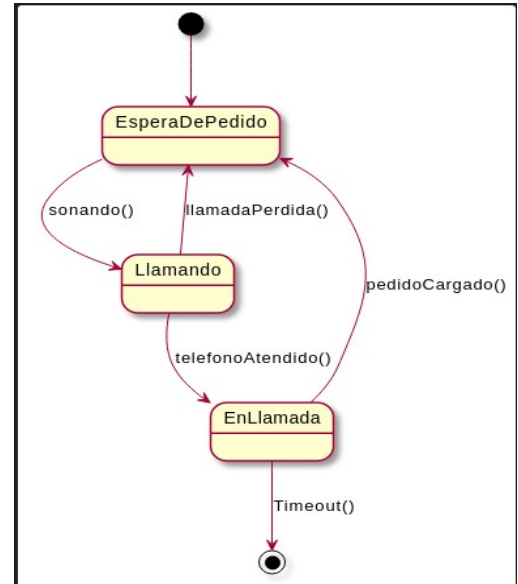 EsperaDePedido
sonando()
llamadaPerdida()
Llamando
pedidoCargado()
telefonoAtendido()
EnLlamada
Timeout()